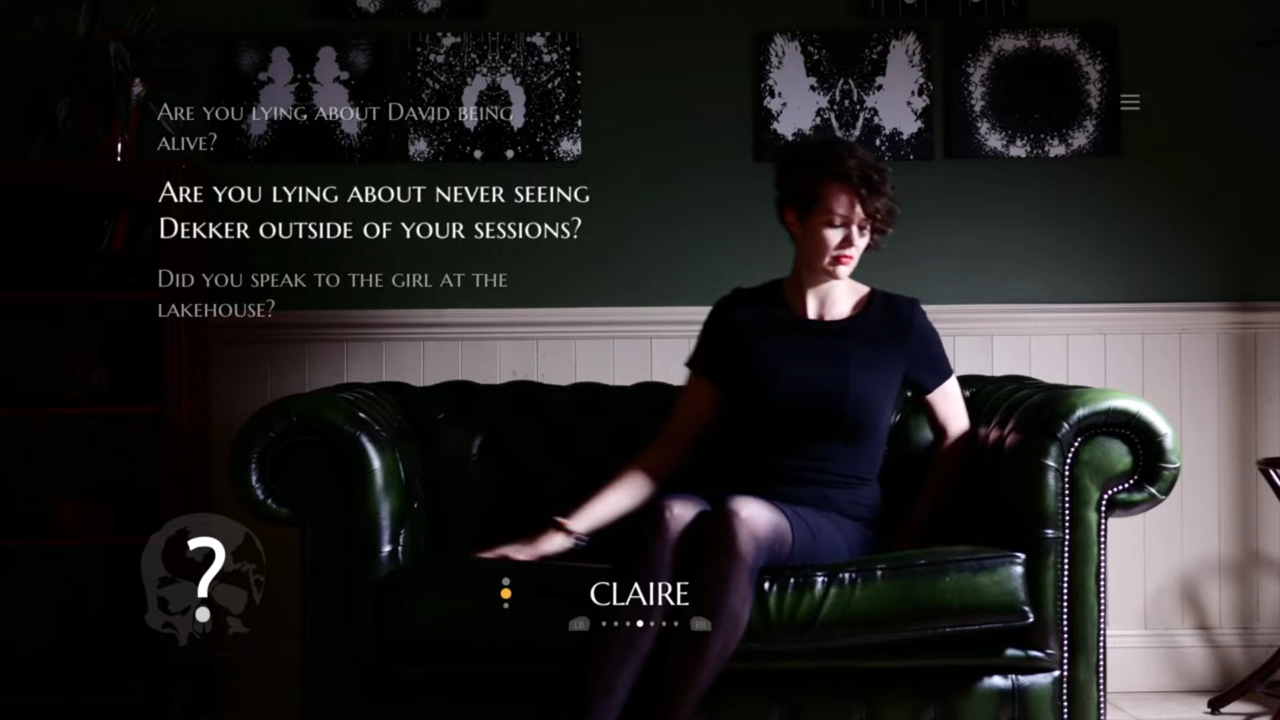 Are you lying about David being
alive?
Are you lying about never seeing
Dekker outside of your sessions?
Did you speak to the girl at the
lakehouse?
?
CLAIRE
LB RB